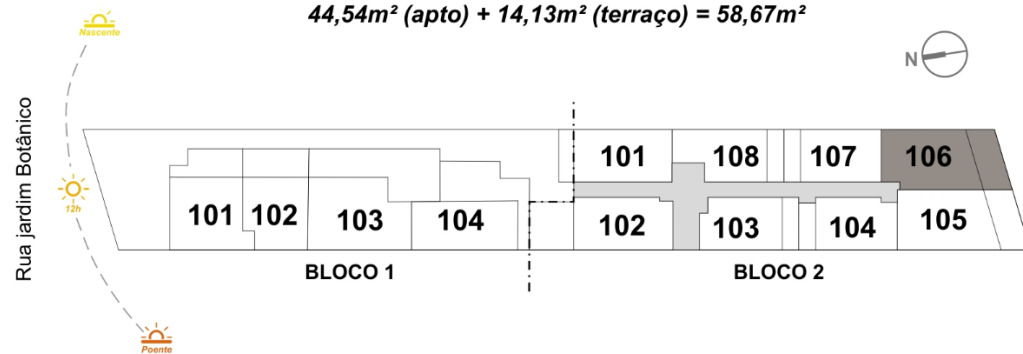 44,54m² (apto) + 14,13m² (terraço) = 58,67m²
Nascente
N
Rua jardim Botânico
12h
101
108
107
106
101
102
103
104
102
103
104
105
BLOCO 1
BLOCO 2
Poente